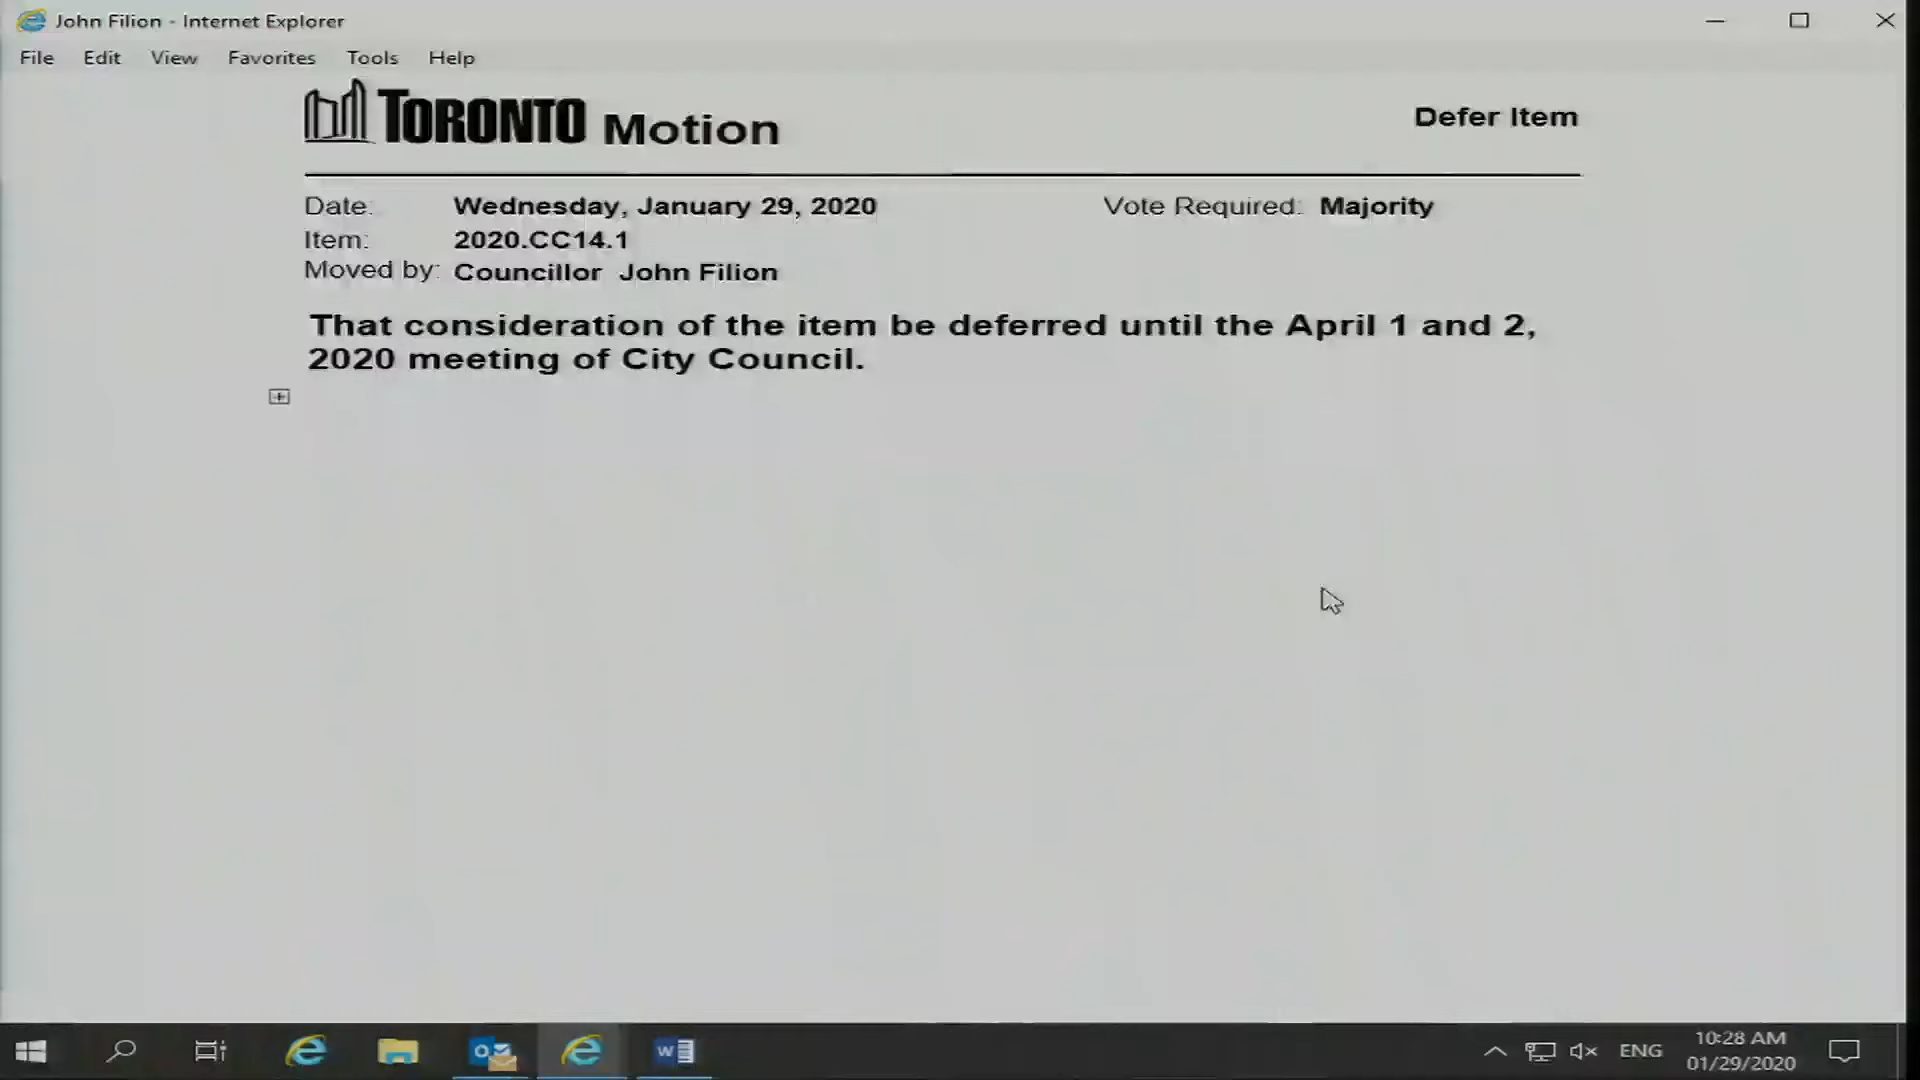 John Filion - Internet Explorer
File Edit View Favorites Tools Help
TORONTO Motion
Defer Item
Date: Wednesday, January 29, 2020
Vote Required: Majority
Item: 2020.CC14.1
Moved by: Councillor John Filion
That consideration of the item be deferred until the April 1 and 2,
2020 meeting of City Council.
ENG
10:28 AM
01/29/2020